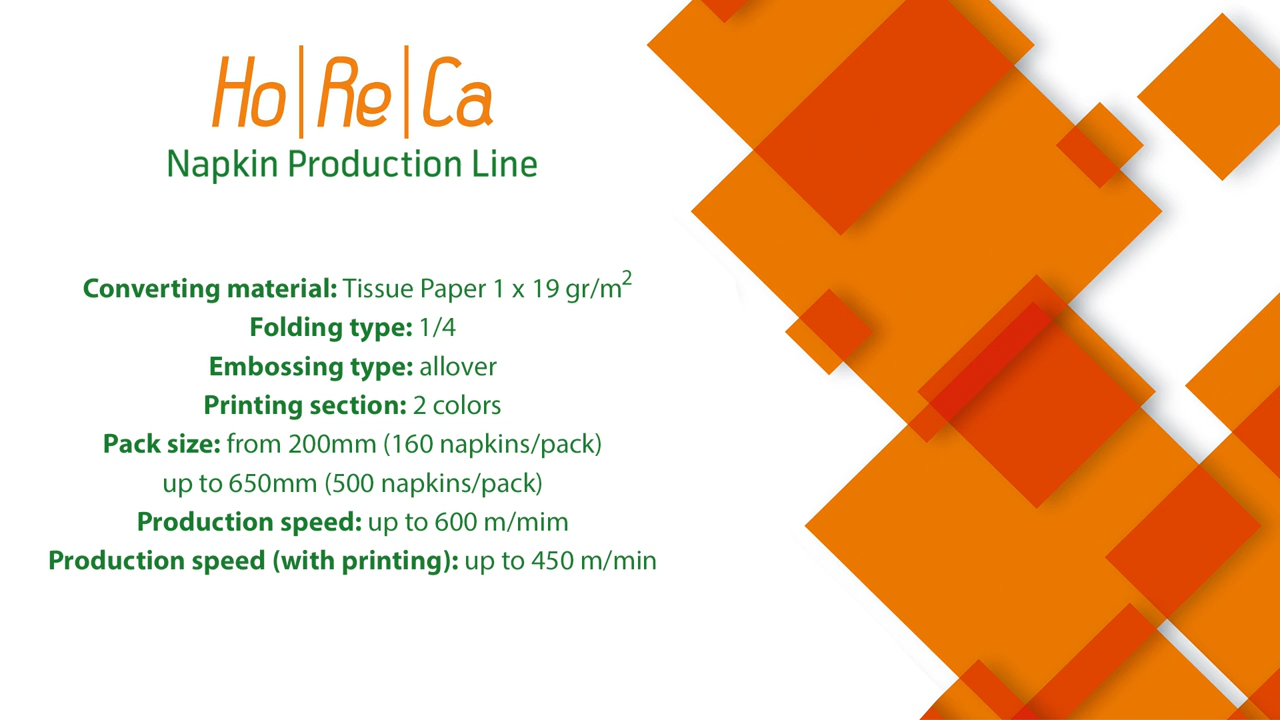 Ho|Re|Ca
Napkin Production Line
Converting material: Tissue Paper 1 x 19 gr/m²
Folding type: 1/4
Embossing type: allover
Printing section: 2 colors
Pack size: from 200mm (160 napkins/pack)
up to 650mm (500 napkins/pack)
Production speed: up to 600 m/mim
Production speed (with printing): up to 450 m/min